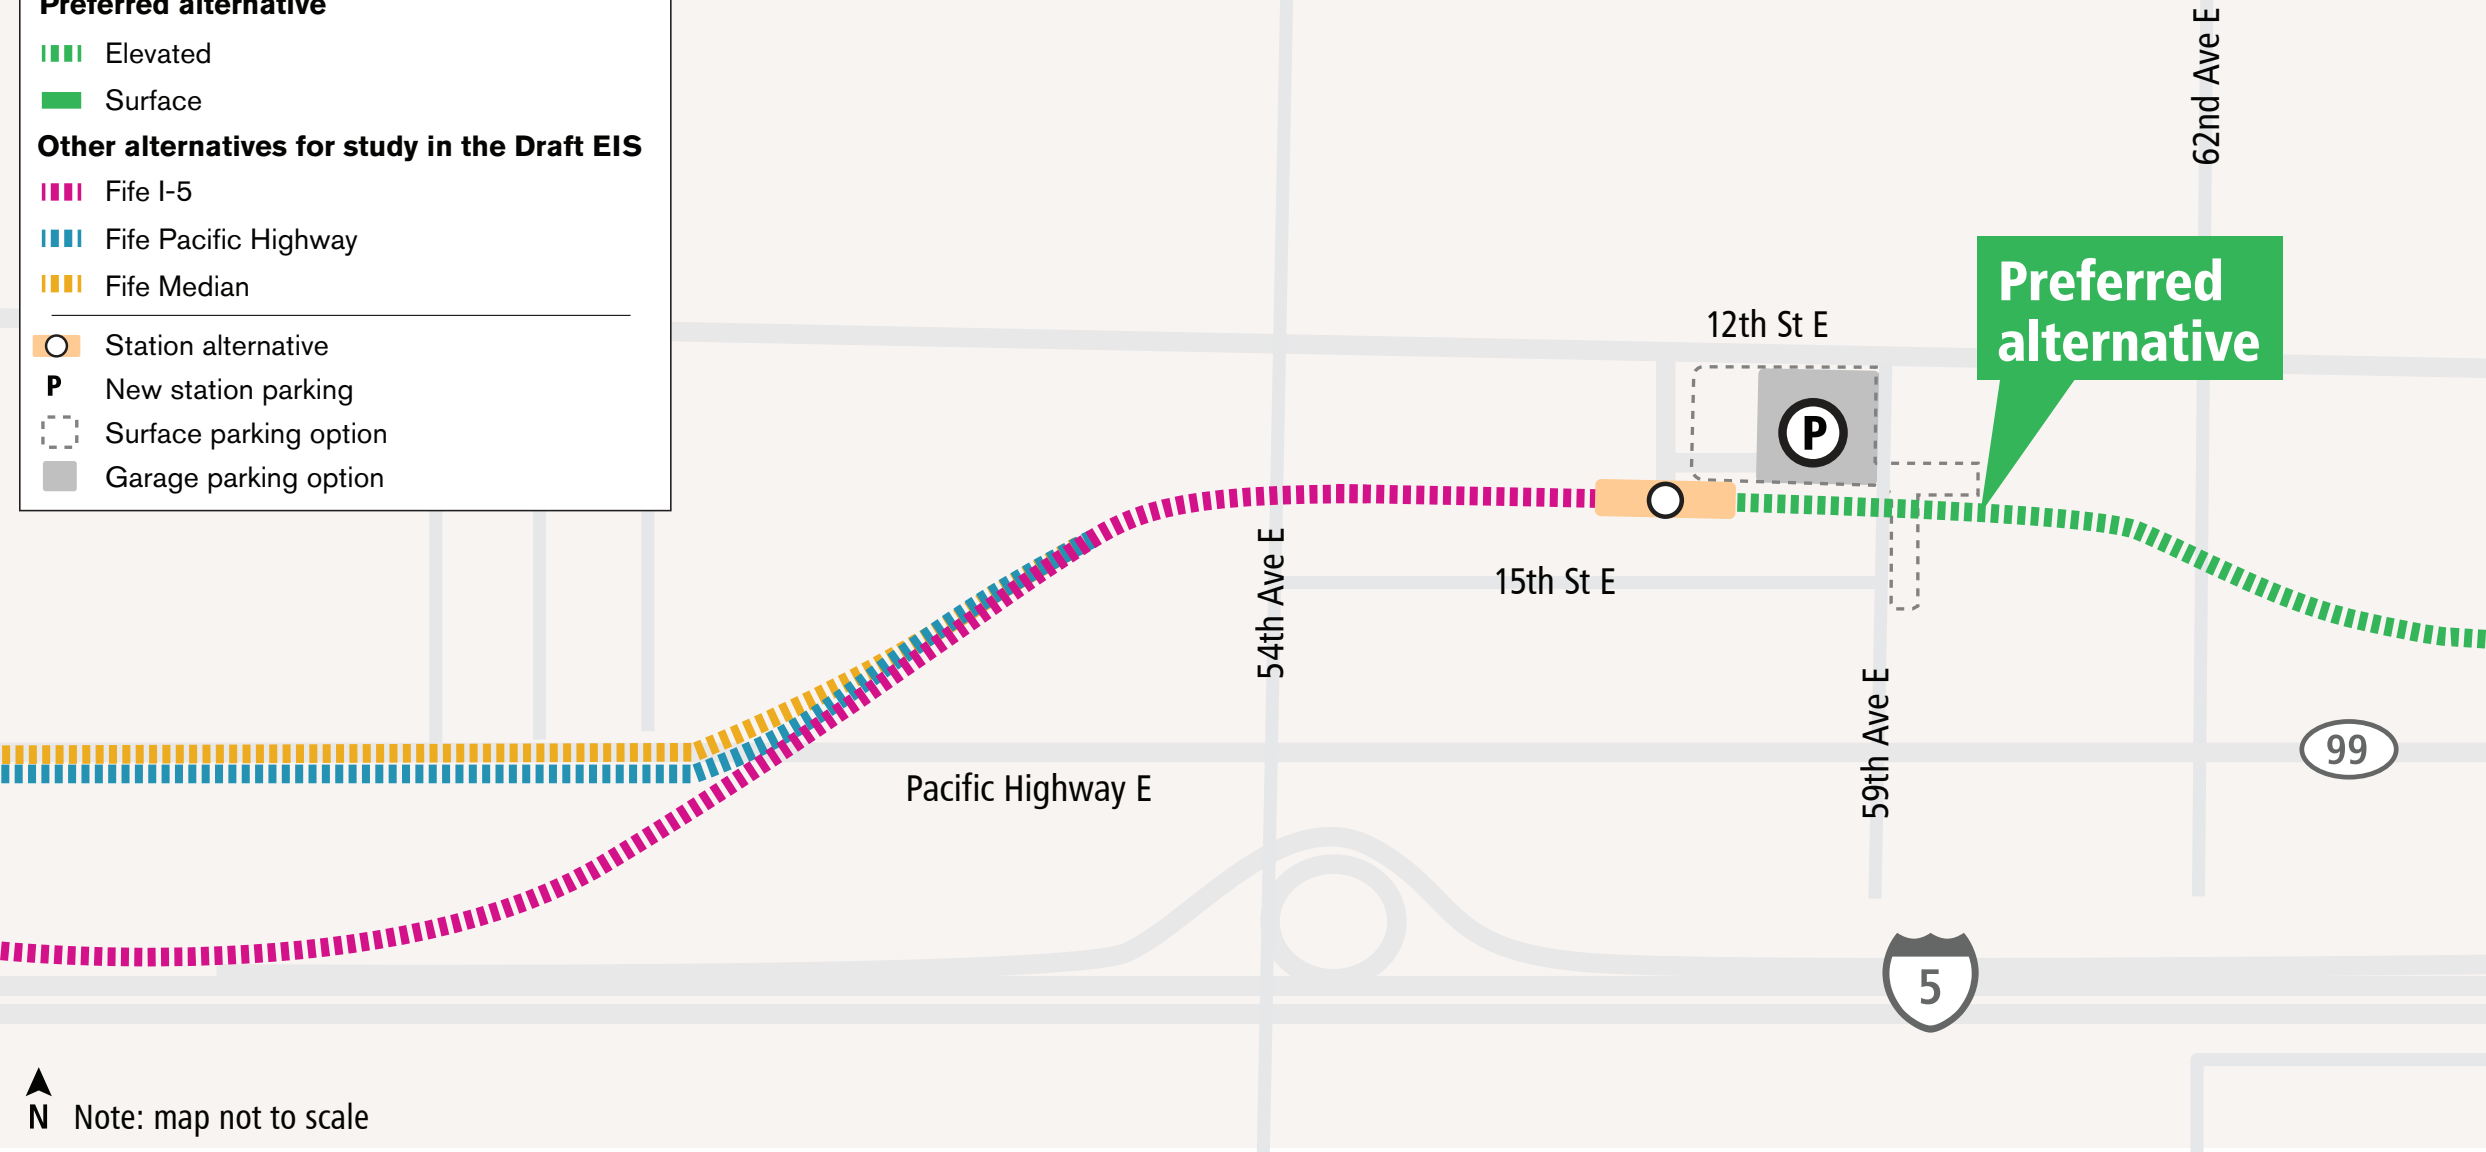 Preferred alternative
Elevated
Surface
Other alternatives for study in the Draft EIS
Fife I-5
Fife Pacific Highway
Fife Median
Station alternative
P
New station parking
Surface parking option
Garage parking option
62nd Ave E
Preferred
alternative
12th St E
P
54th Ave E
15th St E
59th Ave E
99
Pacific Highway E
5
N
Note: map not to scale